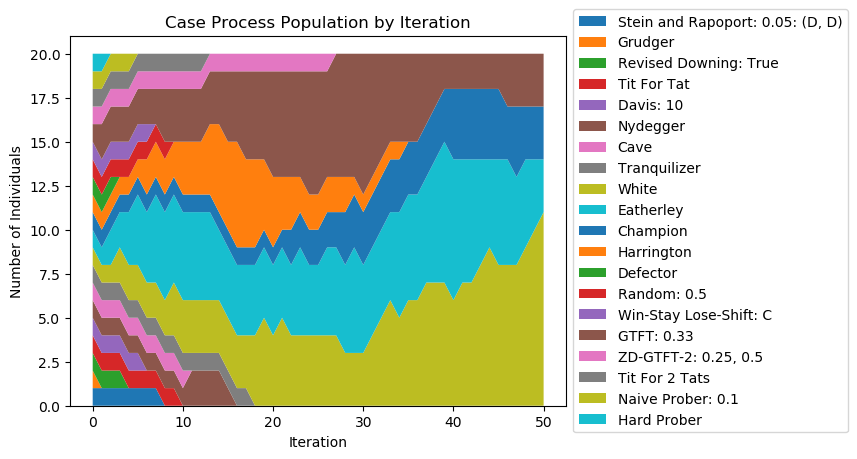 Case Process Population by Iteration
Number of Individuals
20.0
17.5
15.0
12.5
10.0
7.5
5.0
2.5
0.0
0
10
20
30
40
50
Iteration
Stein and Rapoport: 0.05: (D, D)
Grudger
Revised Downing: True
Tit For Tat
Davis: 10
Nydegger
Cave
Tranquilizer
White
Eatherley
Champion
Harrington
Defector
Random: 0.5
Win-Stay Lose-Shift: C
GTFT: 0.33
ZD-GTFT-2: 0.25, 0.5
Tit For 2 Tats
Naive Prober: 0.1
Hard Prober